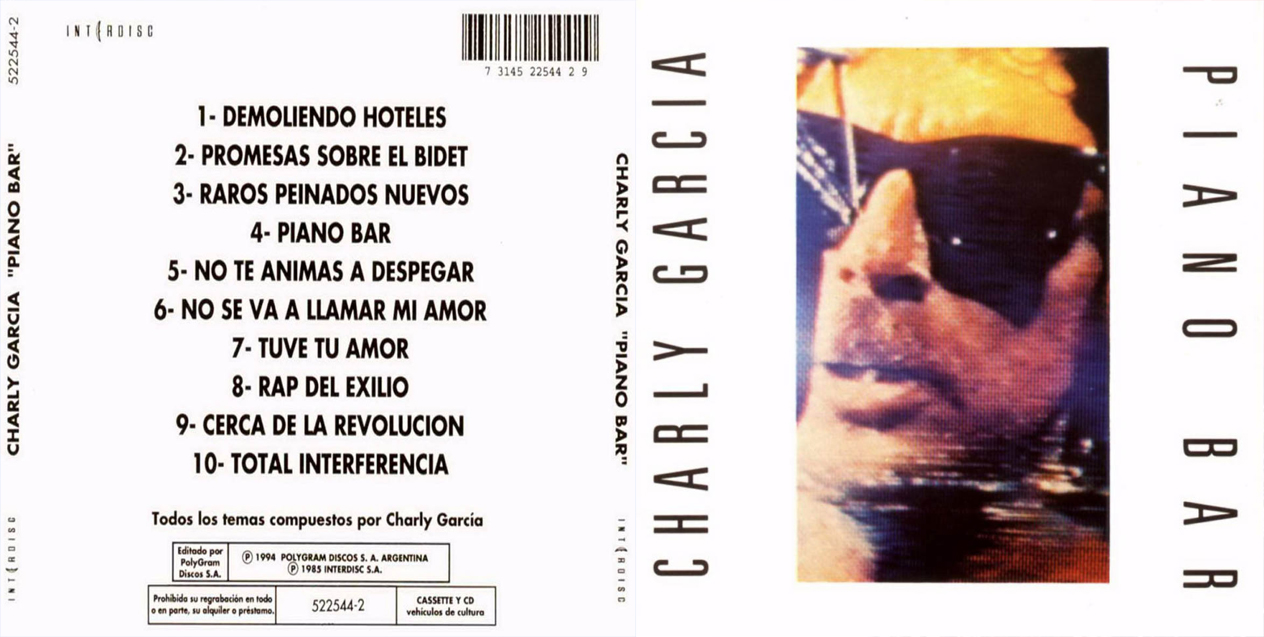 522544-2
INTERDISC
7 3145 22544 2 9
1- DEMOLIENDO HOTELES
2- PROMESAS SOBRE EL BIDET
3- RAROS PEINADOS NUEVOS
4- PIANO BAR
5- NO TE ANIMAS A DESPEGAR
6- NO SE VA A LLAMAR MI AMOR
7- TUVE TU AMOR
8- RAP DEL EXILIO
9- CERCA DE LA REVOLUCION
10- TOTAL INTERFERENCIA
Todos los temas compuestos por Charly García
Editado por
PolyGram
Discos S.A.
Ⓟ 1994 POLYGRAM DISCOS S. A. ARGENTINA
Ⓟ 1985 INTERDISC S.A.
Prohibida su regrabación en todo
o en parte, su alquiler o préstamo.
522544-2
CASSETTE Y CD
vehículos de cultura
CHARLY GARCIA "PIANO BAR"
INTERDISC
CHARLY GARCIA "PIANO BAR"
INTERDISC
CHARLY GARCIA
PIANO BAR